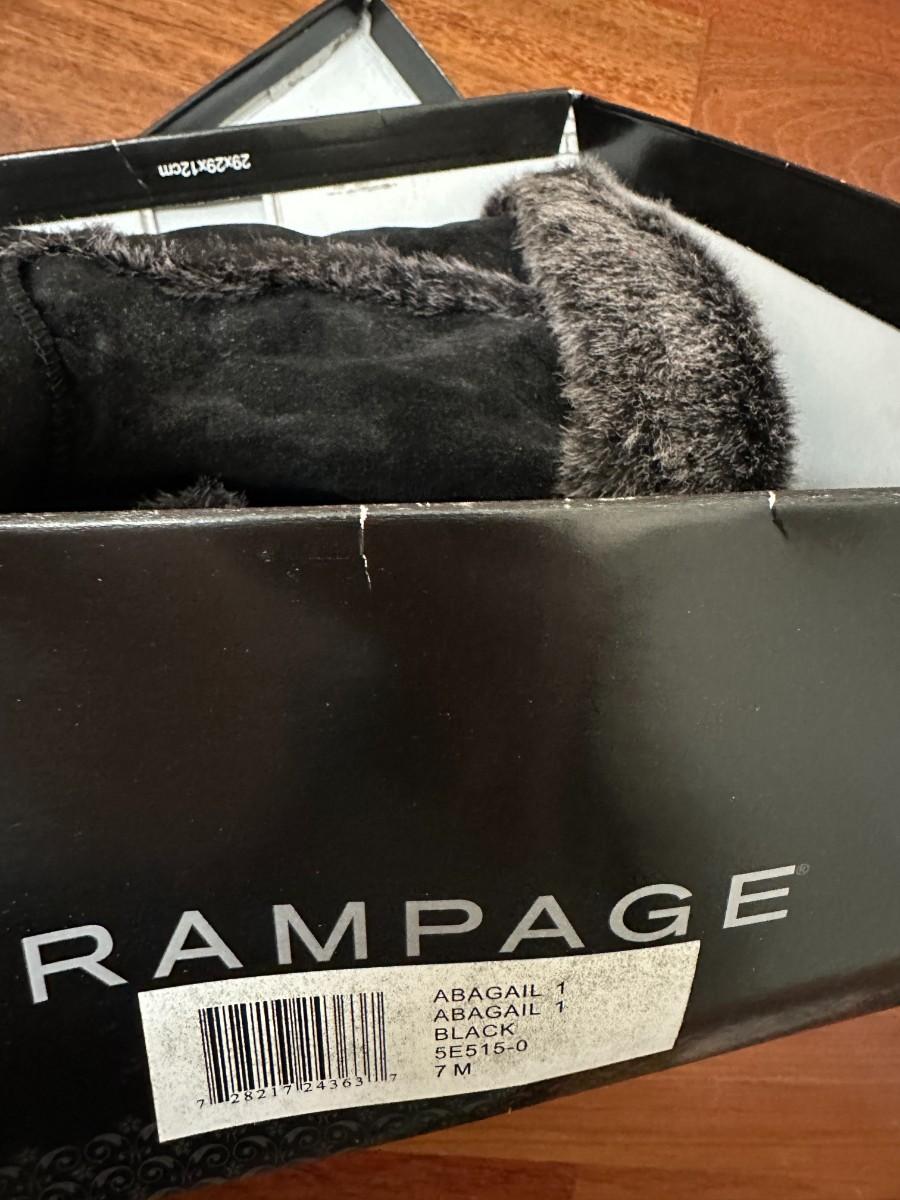 29x29x12cm
RAMPAGE®
ABAGAIL 1
ABAGAIL 1
BLACK
5E515-0
7 M
7 28217 24363 7